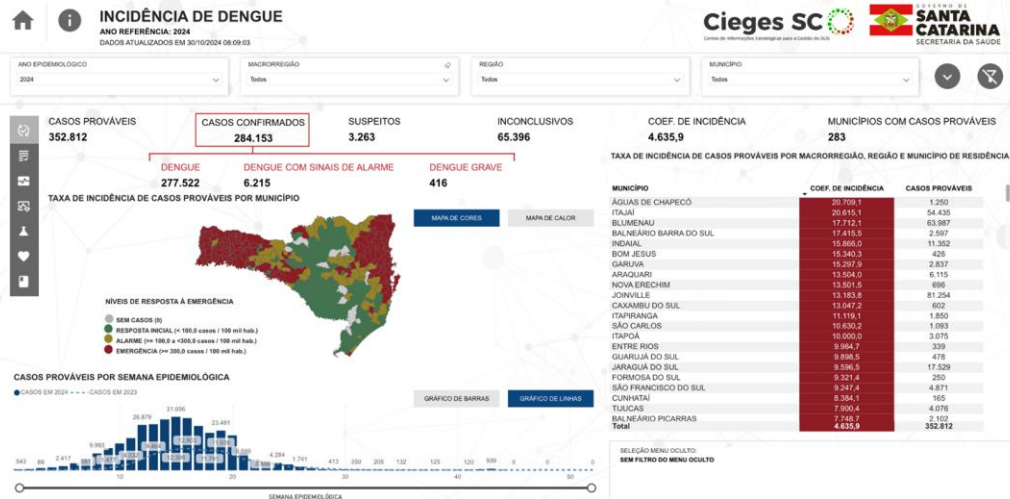 INCIDÊNCIA DE DENGUE
ANO REFERÊNCIA: 2024
DADOS ATUALIZADOS EM 30/10/2024 08:09:03
Cieges SC
Centro de Informações Estratégicas para a Gestão do SUS
GOVERNO DE
SANTA
CATARINA
SECRETARIA DA SAÚDE
ANO EPIDEMIOLÓGICO
2024
MACRORREGIÃO
Todos
REGIÃO
Todos
MUNICÍPIO
Todos
CASOS PROVÁVEIS
352.812
CASOS CONFIRMADOS
284.153
SUSPEITOS
3.263
INCONCLUSIVOS
65.396
COEF. DE INCIDÊNCIA
4.635,9
MUNICÍPIOS COM CASOS PROVÁVEIS
283
DENGUE
277.522
DENGUE COM SINAIS DE ALARME
6.215
DENGUE GRAVE
416
TAXA DE INCIDÊNCIA DE CASOS PROVÁVEIS POR MUNICÍPIO
MAPA DE CORES
MAPA DE CALOR
NÍVEIS DE RESPOSTA À EMERGÊNCIA
SEM CASOS (0)
RESPOSTA INICIAL (< 100,0 casos / 100 mil hab.)
ALARME (>= 100,0 a <300,0 casos / 100 mil hab.)
EMERGÊNCIA (>= 300,0 casos / 100 mil hab.)
TAXA DE INCIDÊNCIA DE CASOS PROVÁVEIS POR MACRORREGIÃO, REGIÃO E MUNICÍPIO DE RESIDÊNCIA
MUNICÍPIO COEF. DE INCIDÊNCIA CASOS PROVÁVEIS
ÁGUAS DE CHAPECÓ 20.709,1 1.250
ITAJAÍ 20.615,1 54.435
BLUMENAU 17.712,1 63.987
BALNEÁRIO BARRA DO SUL 17.415,5 2.597
INDAIAL 15.866,0 11.352
BOM JESUS 15.340,3 426
GARUVA 15.297,9 2.837
ARAQUARI 13.504,0 6.115
NOVA ERECHIM 13.501,5 696
JOINVILLE 13.183,8 81.254
CAXAMBU DO SUL 13.047,2 602
ITAPIRANGA 11.119,1 1.850
SÃO CARLOS 10.630,2 1.093
ITAPOÁ 10.000,0 3.075
ENTRE RIOS 9.964,7 339
GUARUJÁ DO SUL 9.898,5 478
JARAGUÁ DO SUL 9.596,5 17.529
FORMOSA DO SUL 9.321,4 250
SÃO FRANCISCO DO SUL 9.247,4 4.871
CUNHATAÍ 8.384,1 165
TIJUCAS 7.900,4 4.076
BALNEÁRIO PICARRAS 7.748,7 2.102
Total 4.635,9 352.812
CASOS PROVÁVEIS POR SEMANA EPIDEMIOLÓGICA
CASOS EM 2024 CASOS EM 2023
GRÁFICO DE BARRAS
GRÁFICO DE LINHAS
31.656
26.879
23.491
9.993
543 89 2.417 4.284 1.741 413 350 205 132 125 120 936 0 0 0
10 20 30 40 50
SEMANA EPIDEMIOLÓGICA
SELEÇÃO MENU OCULTO:
SEM FILTRO DO MENU OCULTO